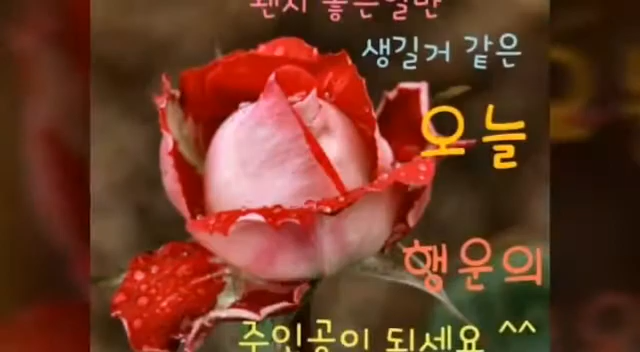 웬지 좋은일만
생길거 같은
오늘
행운의
주인공이 되세요 ^^